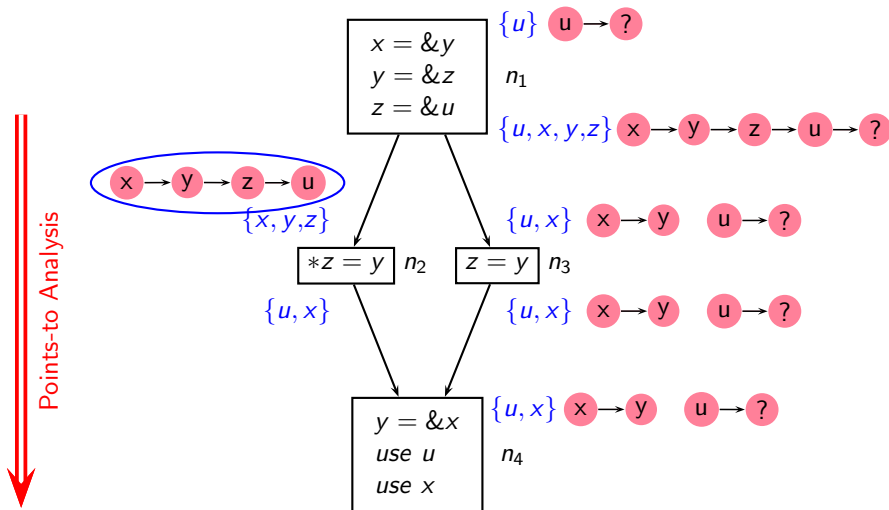 {u} u ?
x = &y
y = &z n₁
z = &u
{u, x, y,z} x y z u ?
x y z u
{x, y,z} {u, x} x y u ?
*z = y n₂ z = y n₃
{u, x} {u, x} x y u ?
{u, x} x y u ?
y = &x
use u n₄
use x
Points-to Analysis